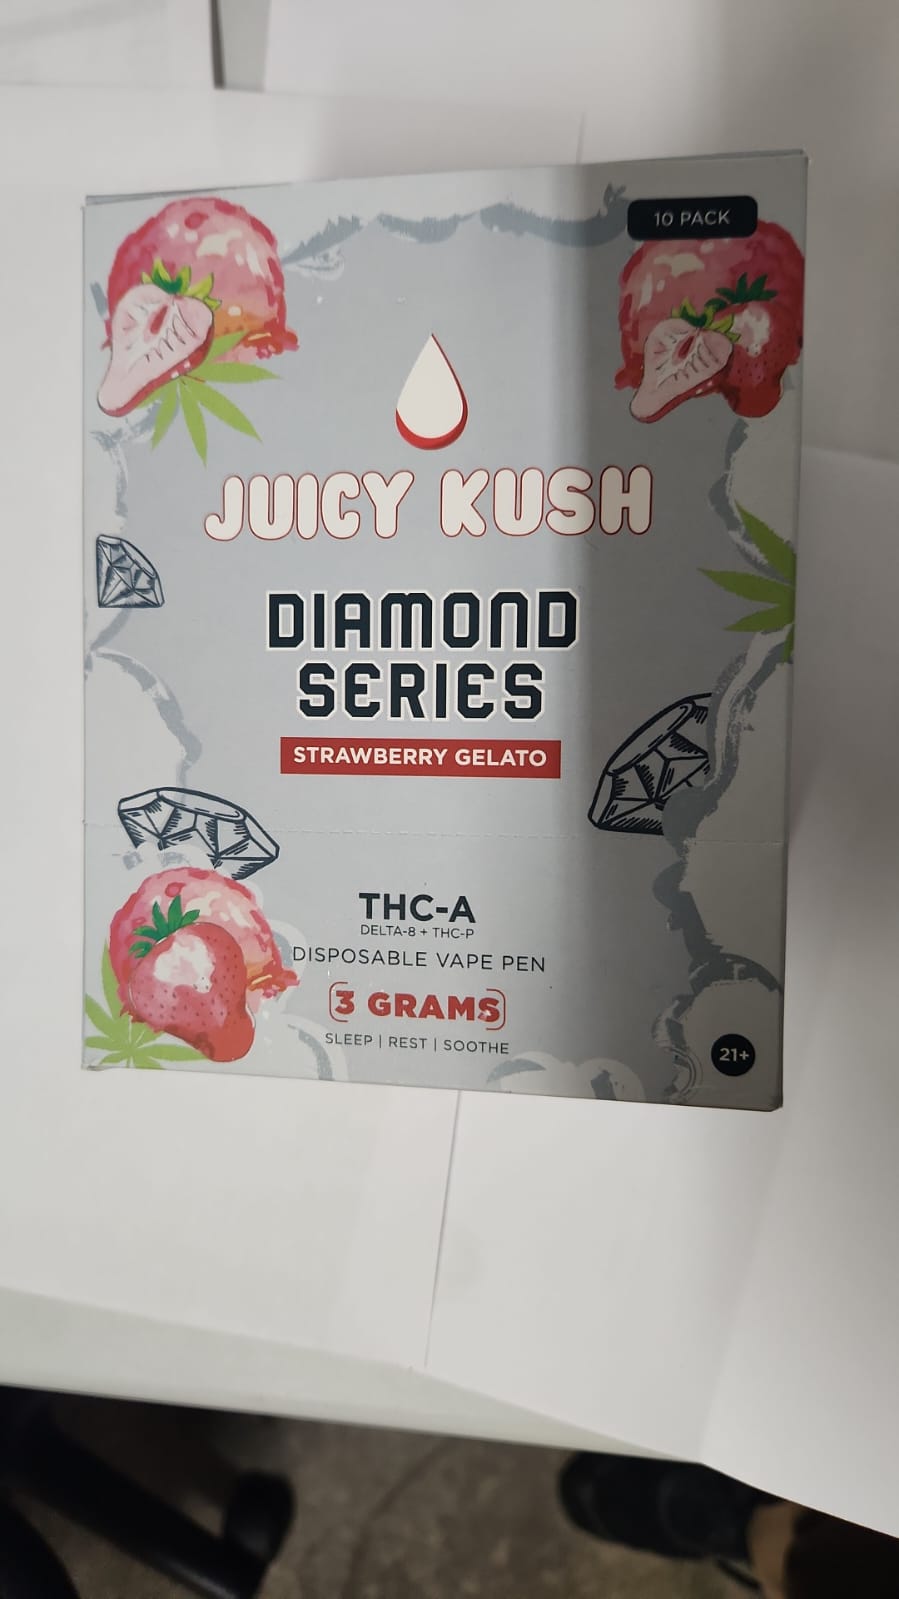 10 PACK
JUICY KUSH
DIAMOND
SERIES
STRAWBERRY GELATO
THC-A
DELTA-8 + THC-P
DISPOSABLE VAPE PEN
3 GRAMS
SLEEP | REST | SOOTHE
21+